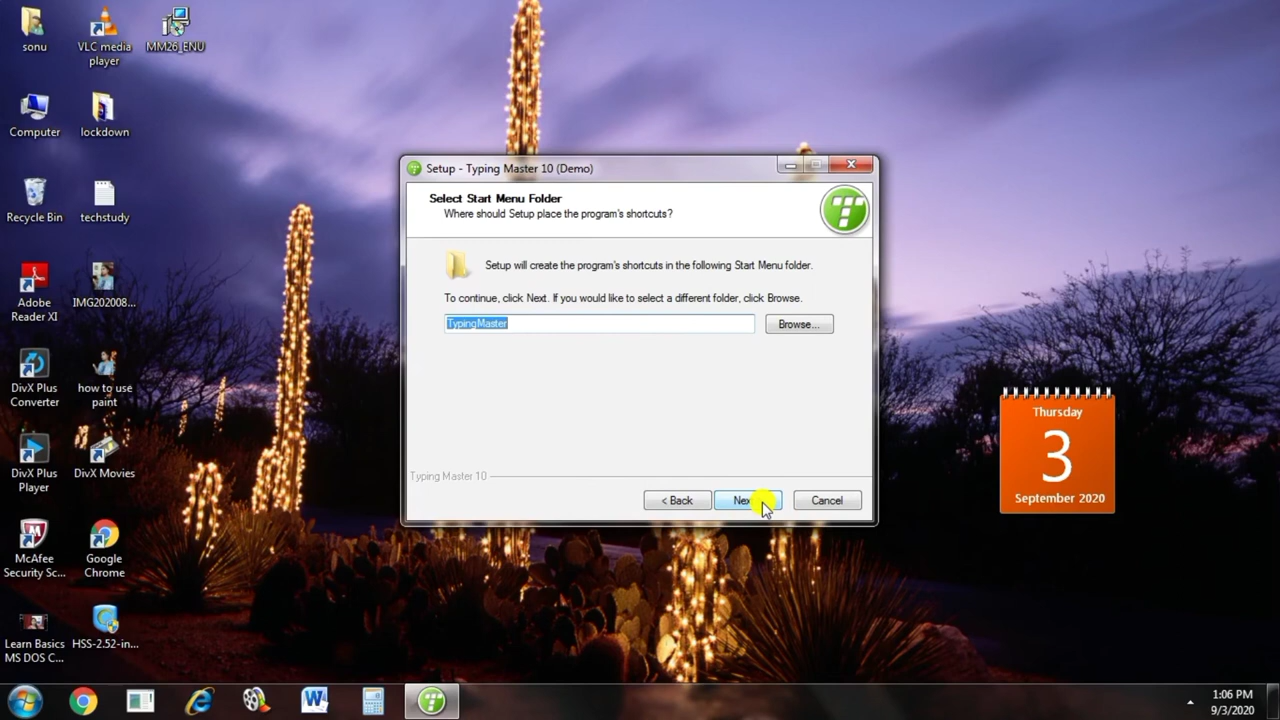 sonu
VLC media
player
MM26_ENU
Computer
lockdown
Recycle Bin
techstudy
Adobe
Reader XI
IMG202008...
DivX Plus
Converter
how to use
paint
DivX Plus
Player
DivX Movies
McAfee
Security Sc...
Google
Chrome
Learn Basics
MS DOS C...
HSS-2.52-in...
Setup - Typing Master 10 (Demo)
Select Start Menu Folder
Where should Setup place the program's shortcuts?
Setup will create the program's shortcuts in the following Start Menu folder.
To continue, click Next. If you would like to select a different folder, click Browse.
TypingMaster
Browse...
Typing Master 10
< Back
Nex
Cancel
Thursday
3
September 2020
1:06 PM
9/3/2020